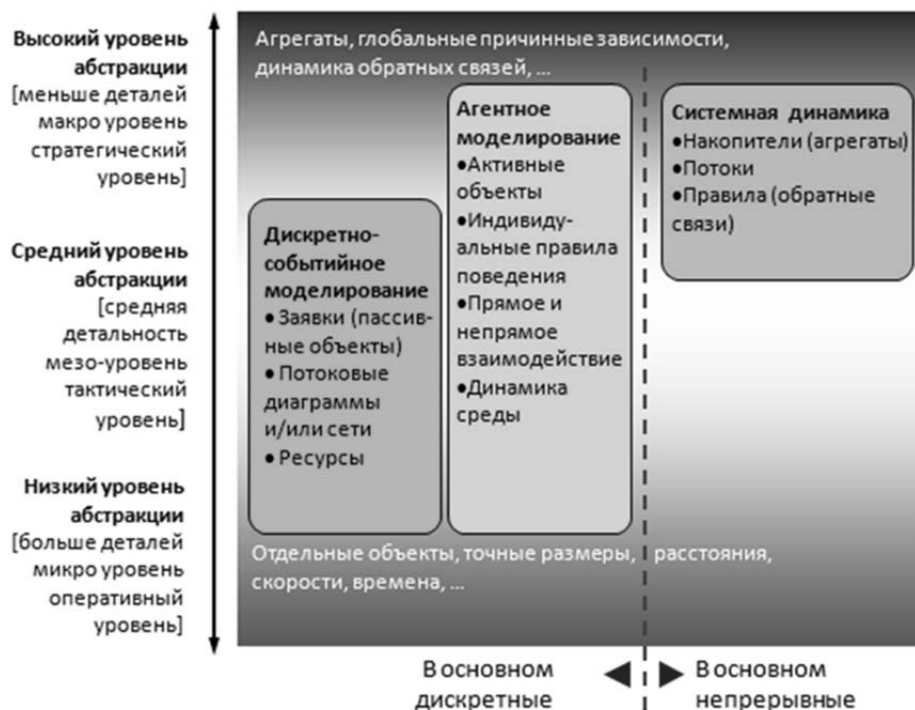 Высокий уровень
абстракции
[меньше деталей
макро уровень
стратегический
уровень]
Средний уровень
абстракции
[средняя
детальность
мезо-уровень
тактический
уровень]
Низкий уровень
абстракции
[больше деталей
микро уровень
оперативный
уровень]
Агрегаты, глобальные причинные зависимости,
динамика обратных связей, ...
Дискретно-
событийное
моделирование
• Заявки (пассив-
ные объекты)
• Потоковые
диаграммы
и/или сети
• Ресурсы
Агентное
моделирование
•Активные
объекты
•Индивиду-
альные правила
поведения
•Прямое и
непрямое
взаимодействие
•Динамика
среды
Системная динамика
•Накопители (агрегаты)
•Потоки
•Правила (обратные
связи)
Отдельные объекты, точные размеры, расстояния,
скорости, времена, ...
В основном
дискретные
В основном
непрерывные